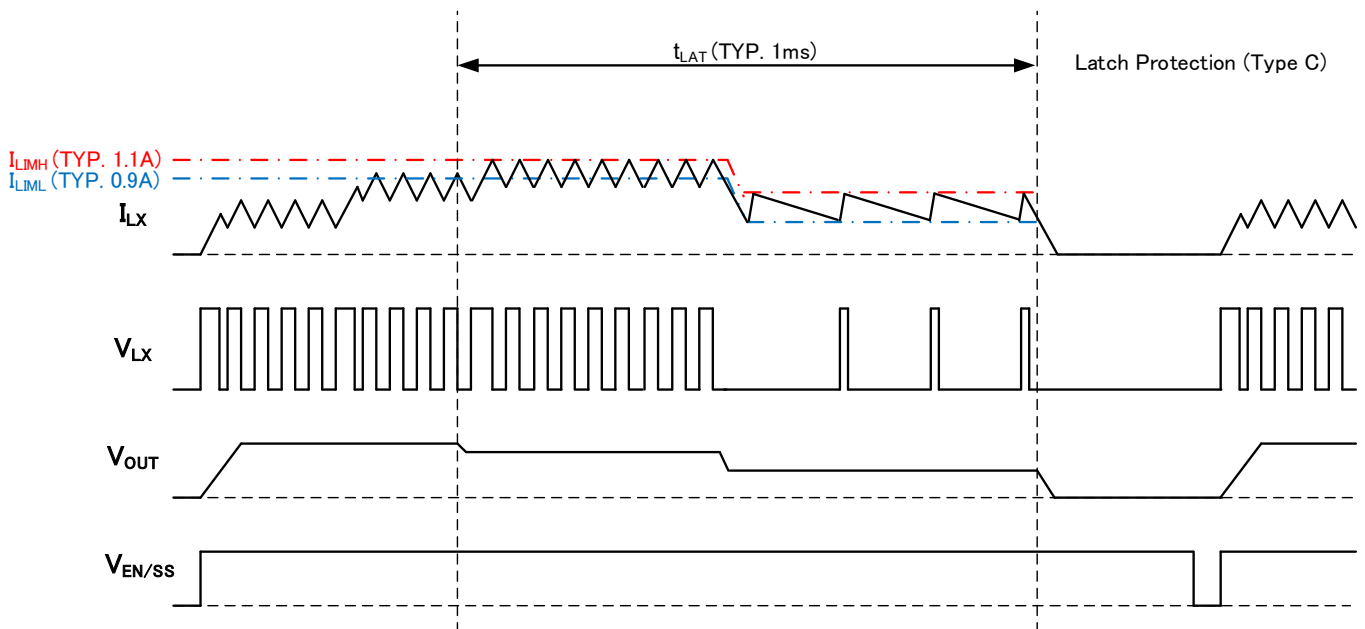 tLAT (TYP. 1ms)
Latch Protection (Type C)
ILIMH (TYP. 1.1A)
ILIML (TYP. 0.9A)
ILX
VLX
VOUT
VEN/SS